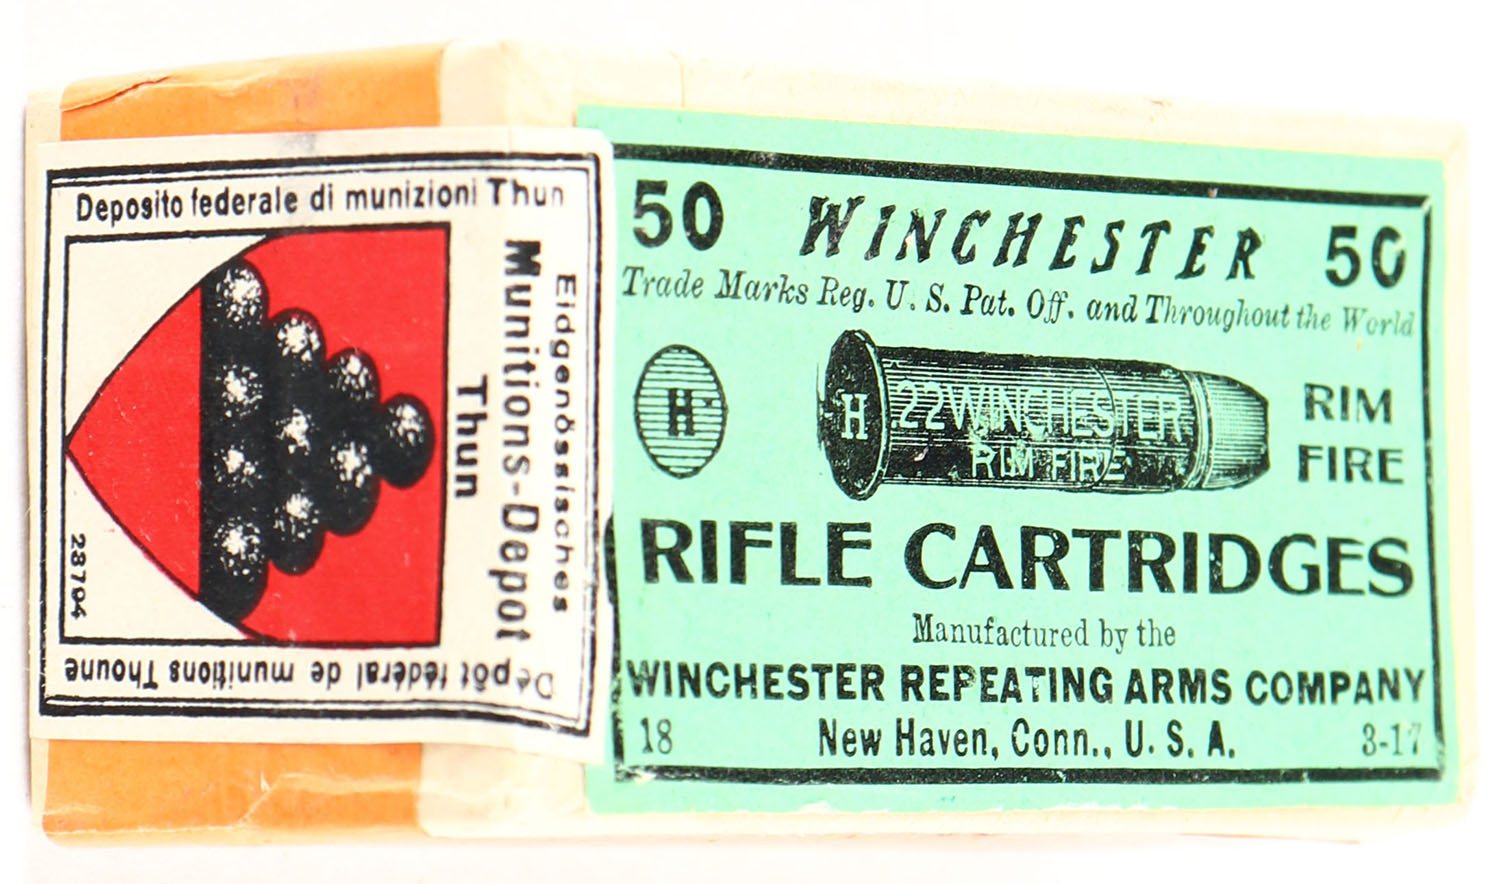 Deposito federale di munizioni Thun
Eidgenössisches
Munitions-Depot
Thun
Dépôt fédéral de munitions Thoune
23794
50 WINCHESTER 50
Trade Marks Reg. U. S. Pat. Off. and Throughout the World
H
H
.22 WINCHESTER
RIM FIRE
RIM
FIRE
RIFLE CARTRIDGES
Manufactured by the
WINCHESTER REPEATING ARMS COMPANY
18 New Haven, Conn., U. S. A. 3-17